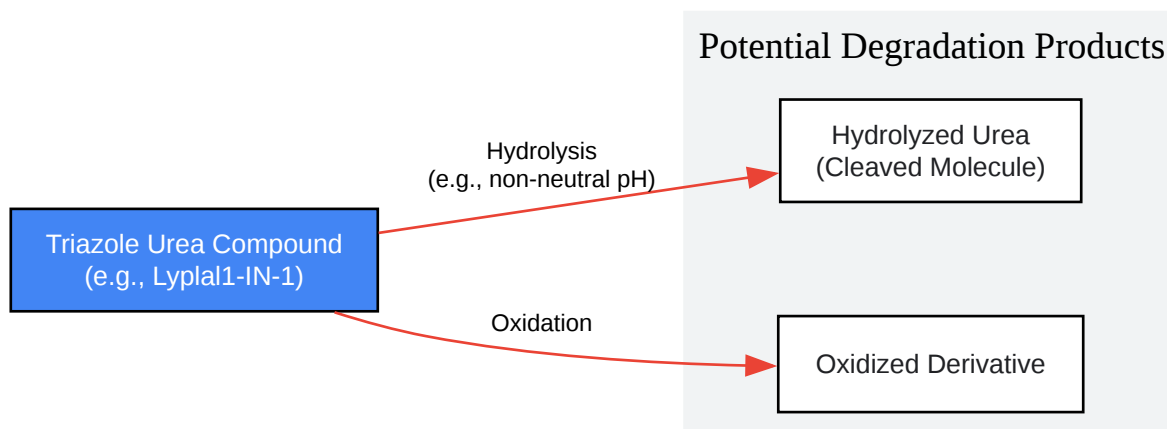 Potential Degradation Products
Hydrolysis
(e.g., non-neutral pH)
Hydrolyzed Urea
(Cleaved Molecule)
Triazole Urea Compound
(e.g., Lyplal1-IN-1)
Oxidation
Oxidized Derivative